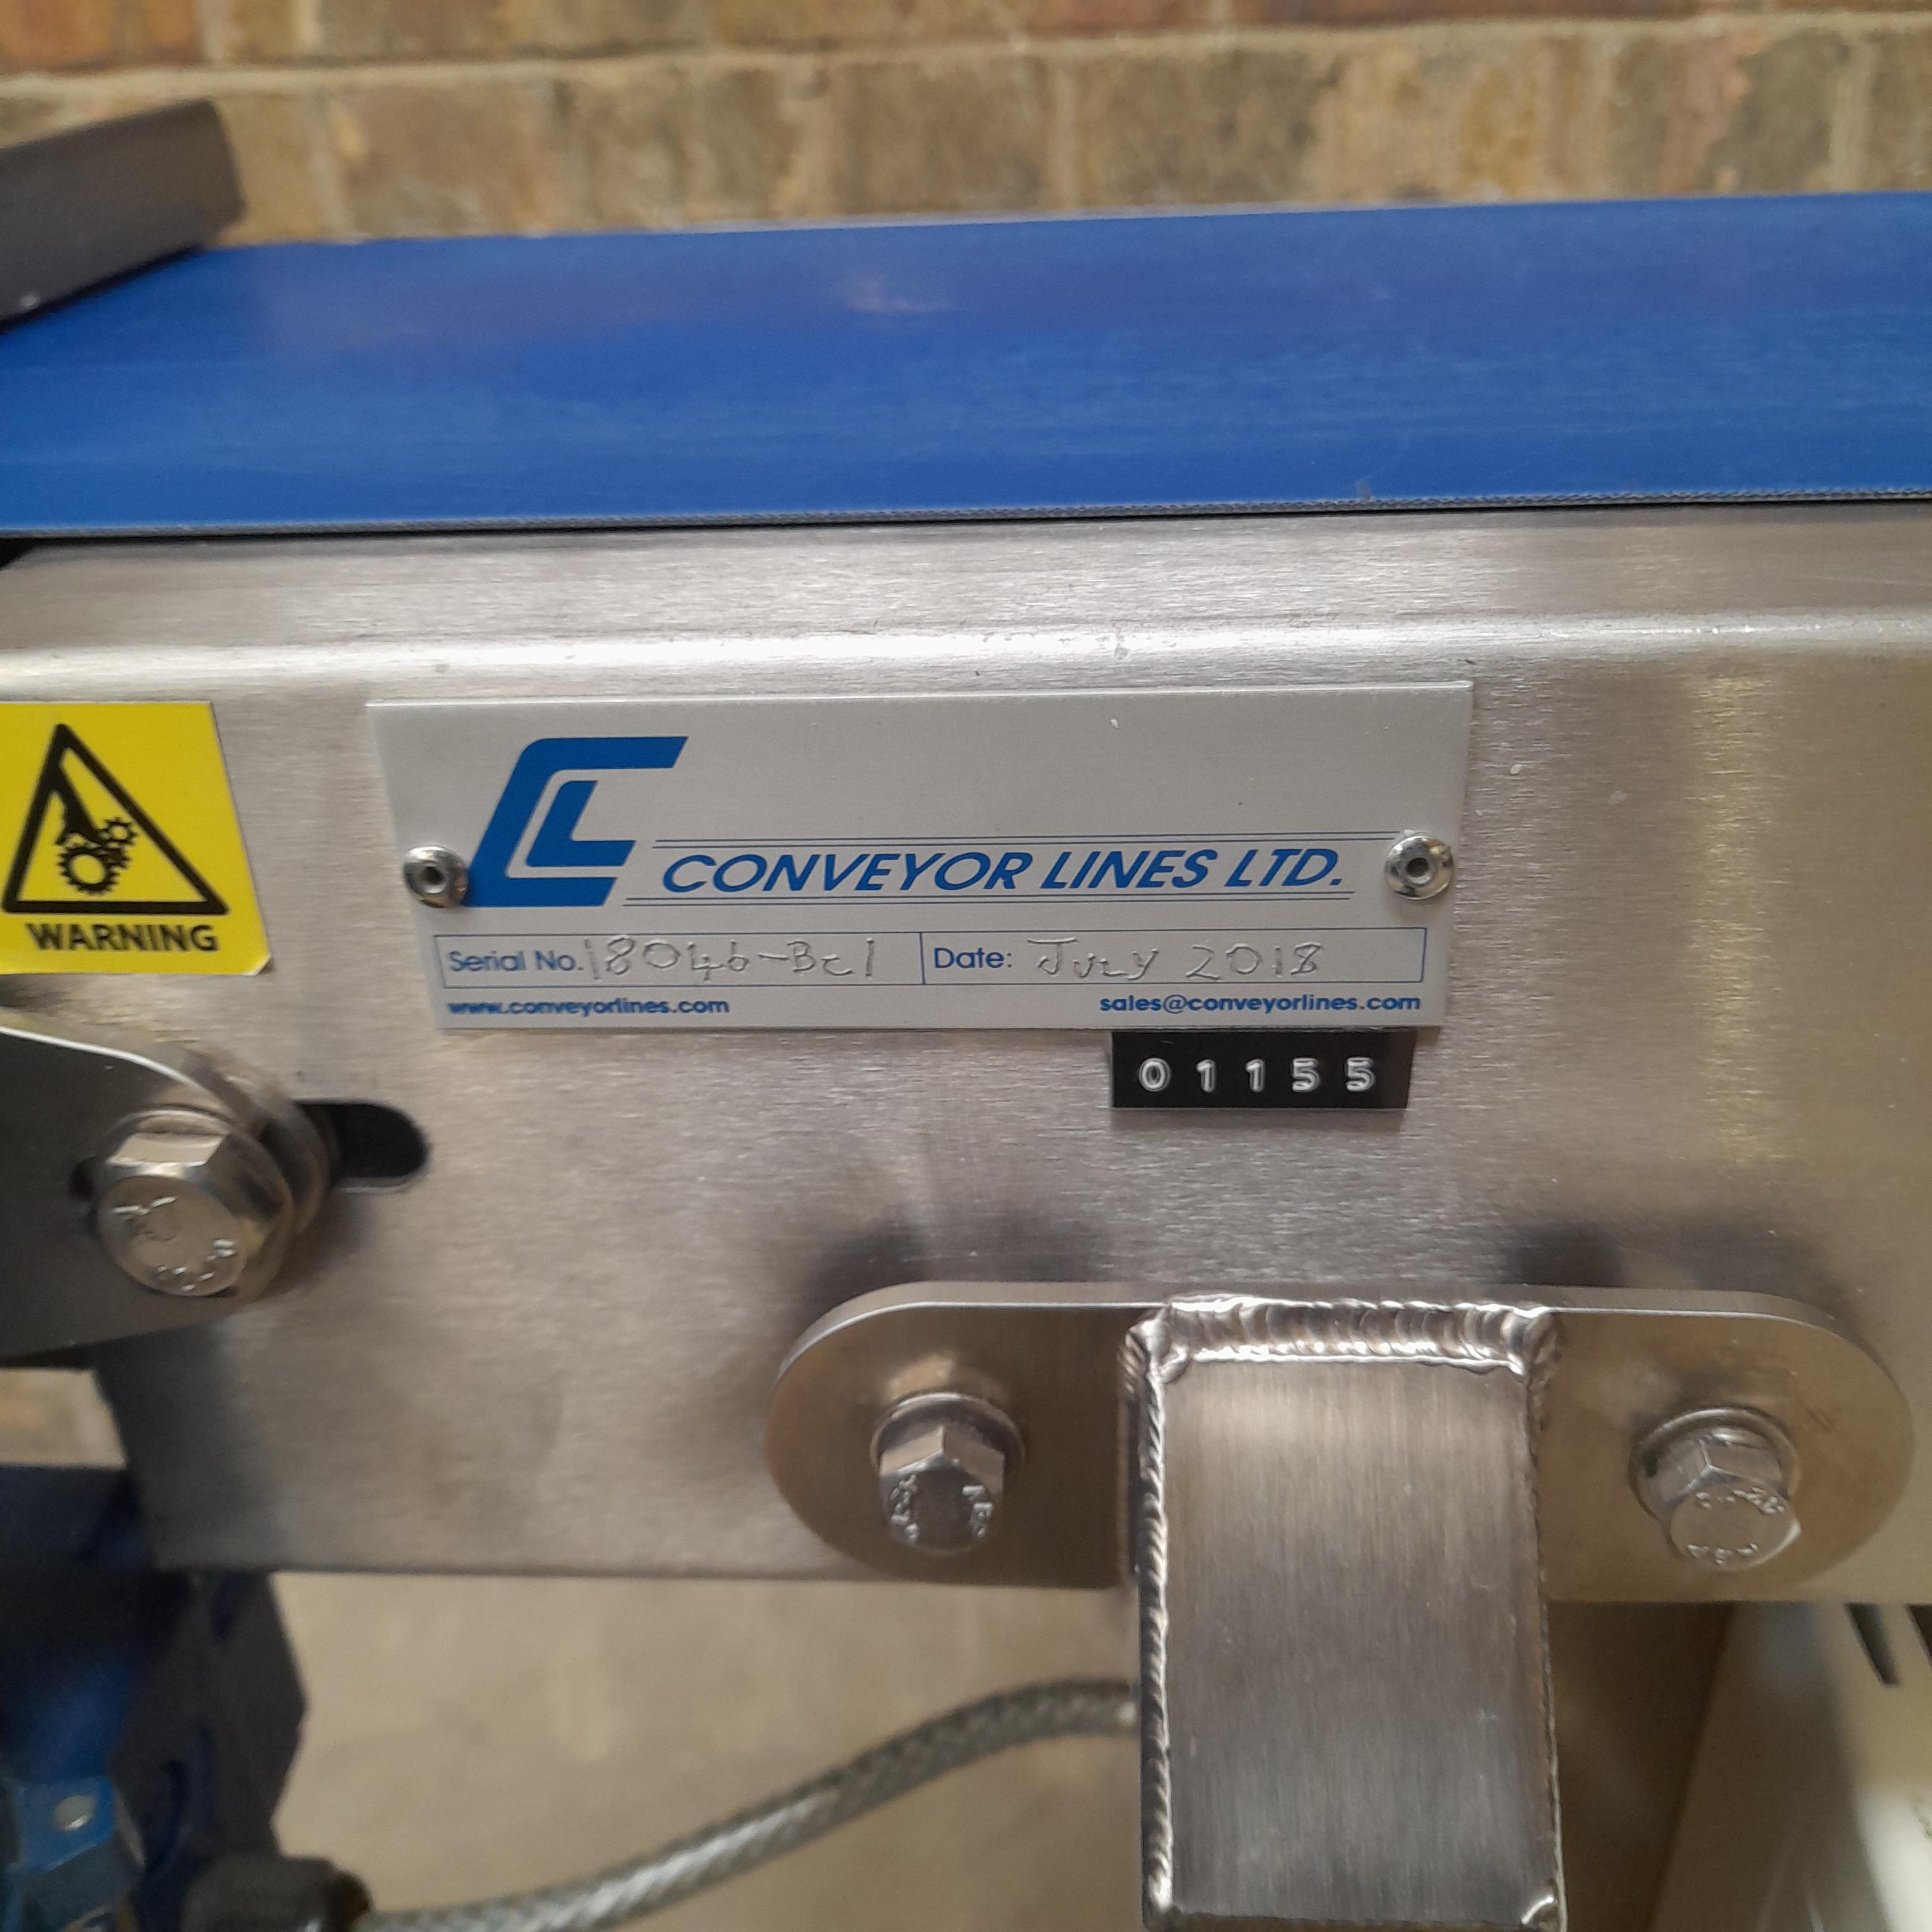 CL
CONVEYOR LINES LTD.
WARNING
Serial No. 18046-Bc1 Date: July 2018
www.conveyorlines.com sales@conveyorlines.com
01155